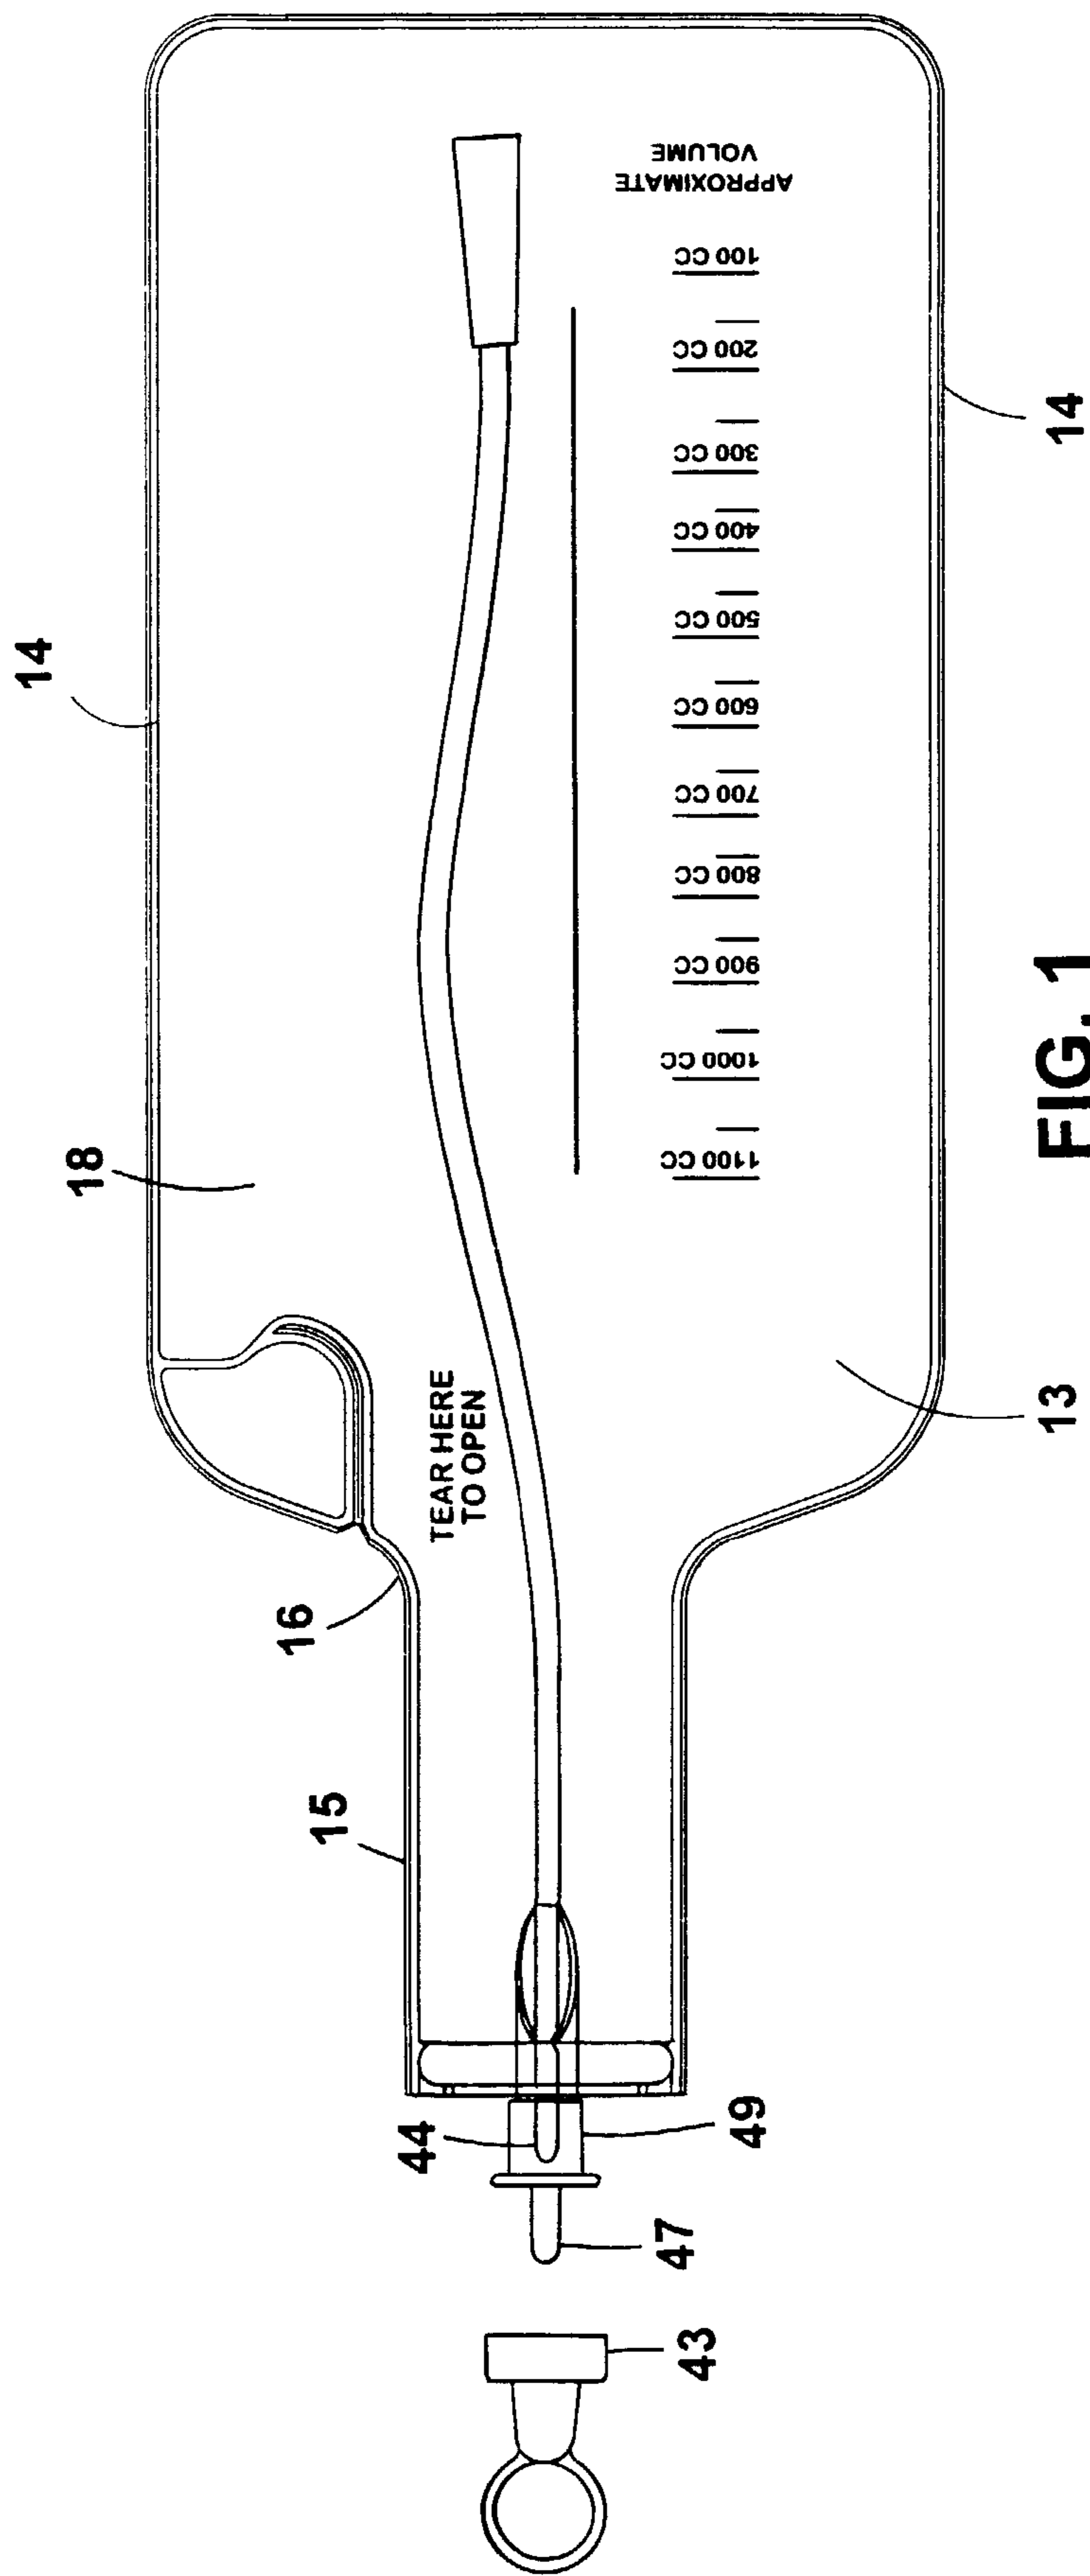 14
18
16
15
44
49
47
43
TEAR HERE
TO OPEN
APPROXIMATE
VOLUME
100 CC
200 CC
300 CC
400 CC
500 CC
600 CC
700 CC
800 CC
900 CC
1000 CC
1100 CC
14
13
FIG. 1